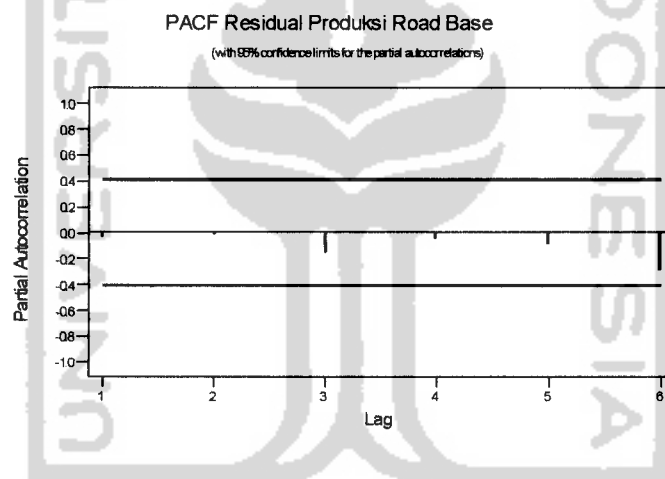 PACF Residual Produksi Road Base
(with 95% confidence limits for the partial autocorrelations)
Partial Autocorrelation
1.0
0.8
0.6
0.4
0.2
0.0
-0.2
-0.4
-0.6
-0.8
-1.0
1 2 3 4 5 6
Lag